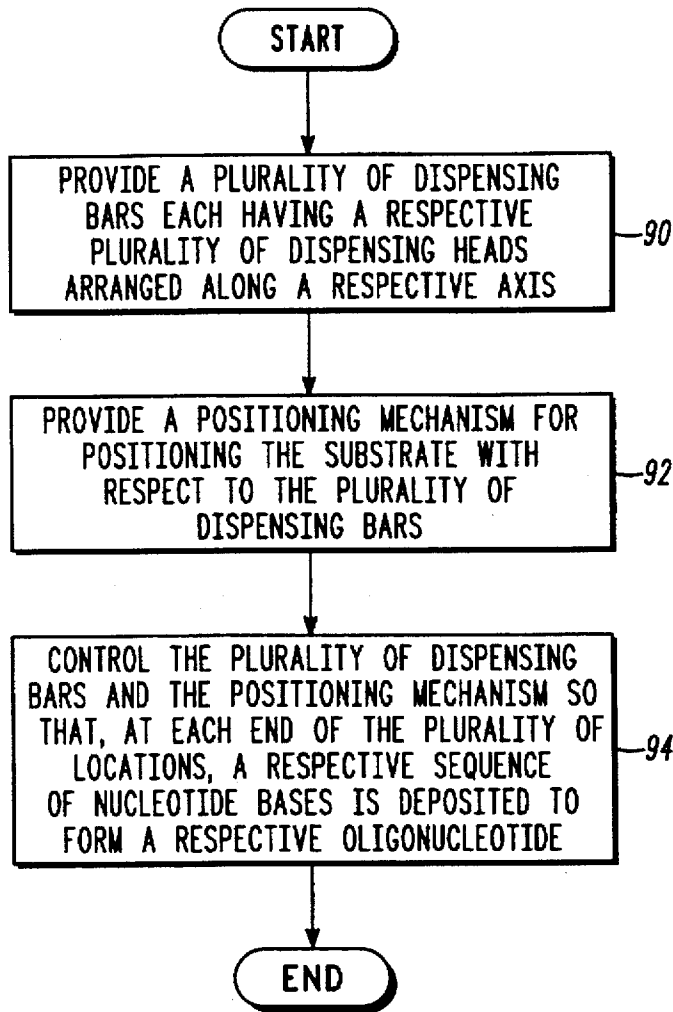 START
PROVIDE A PLURALITY OF DISPENSING
BARS EACH HAVING A RESPECTIVE
PLURALITY OF DISPENSING HEADS
ARRANGED ALONG A RESPECTIVE AXIS
90
PROVIDE A POSITIONING MECHANISM FOR
POSITIONING THE SUBSTRATE WITH
RESPECT TO THE PLURALITY OF
DISPENSING BARS
92
CONTROL THE PLURALITY OF DISPENSING
BARS AND THE POSITIONING MECHANISM SO
THAT, AT EACH END OF THE PLURALITY OF
LOCATIONS, A RESPECTIVE SEQUENCE
OF NUCLEOTIDE BASES IS DEPOSITED TO
FORM A RESPECTIVE OLIGONUCLEOTIDE
94
END